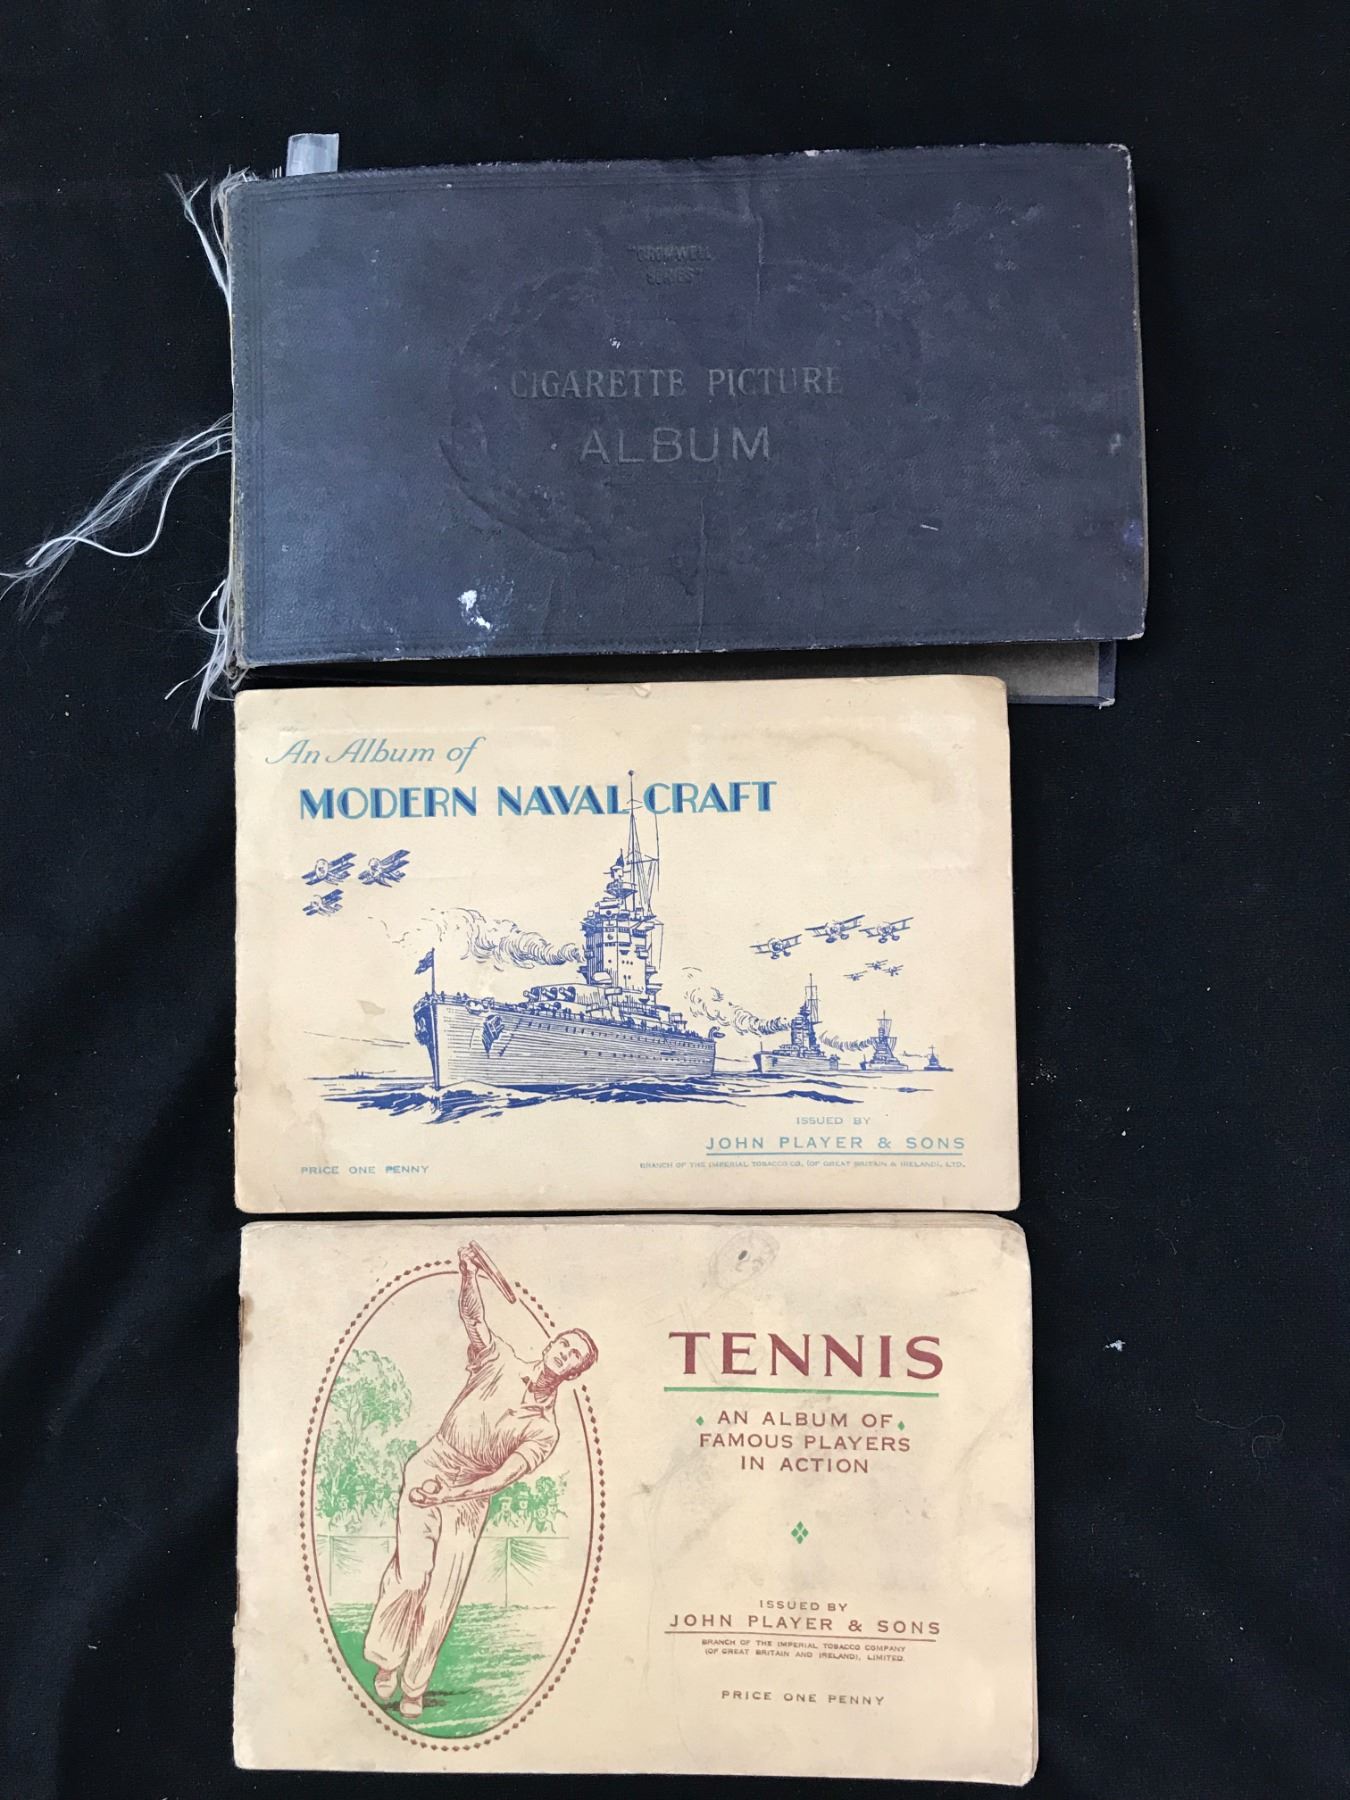 "CROMWELL
SERIES"
CIGARETTE PICTURE
ALBUM
An Album of
MODERN NAVAL CRAFT
ISSUED BY
JOHN PLAYER & SONS
BRANCH OF THE IMPERIAL TOBACCO CO. (OF GREAT BRITAIN & IRELAND), LTD.
PRICE ONE PENNY
TENNIS
AN ALBUM OF
FAMOUS PLAYERS
IN ACTION
ISSUED BY
JOHN PLAYER & SONS
BRANCH OF THE IMPERIAL TOBACCO COMPANY
(OF GREAT BRITAIN AND IRELAND), LIMITED.
PRICE ONE PENNY